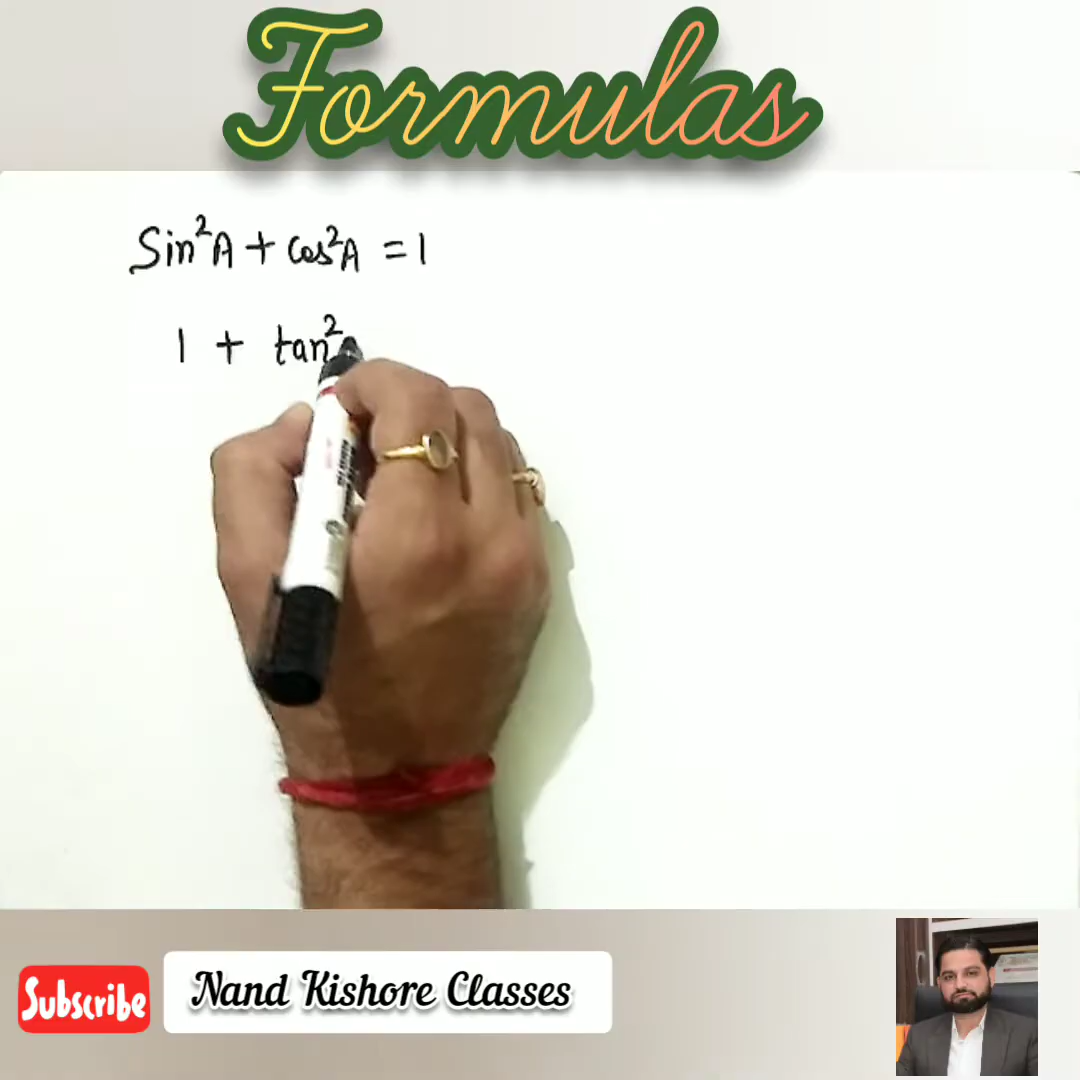 Formulas
Sin²A + cos²A = 1
1 + tan²
Subscribe
Nand Kishore Classes